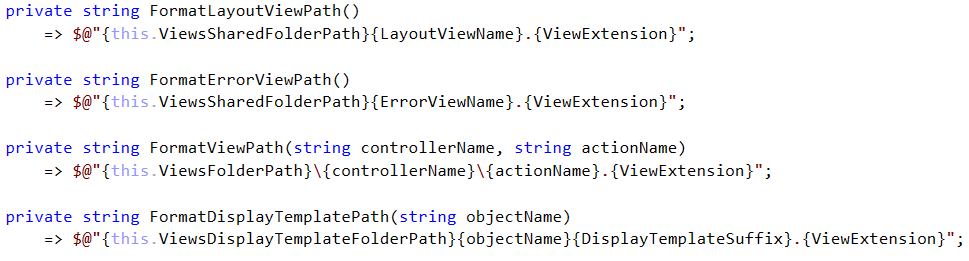 private string FormatLayoutViewPath()
    => $@"{this.ViewsSharedFolderPath}{LayoutViewName}.{ViewExtension}";
private string FormatErrorViewPath()
    => $@"{this.ViewsSharedFolderPath}{ErrorViewName}.{ViewExtension}";
private string FormatViewPath(string controllerName, string actionName)
    => $@"{this.ViewsFolderPath}\{controllerName}\{actionName}.{ViewExtension}";
private string FormatDisplayTemplatePath(string objectName)
    => $@"{this.ViewsDisplayTemplateFolderPath}{objectName}{DisplayTemplateSuffix}.{ViewExtension}";